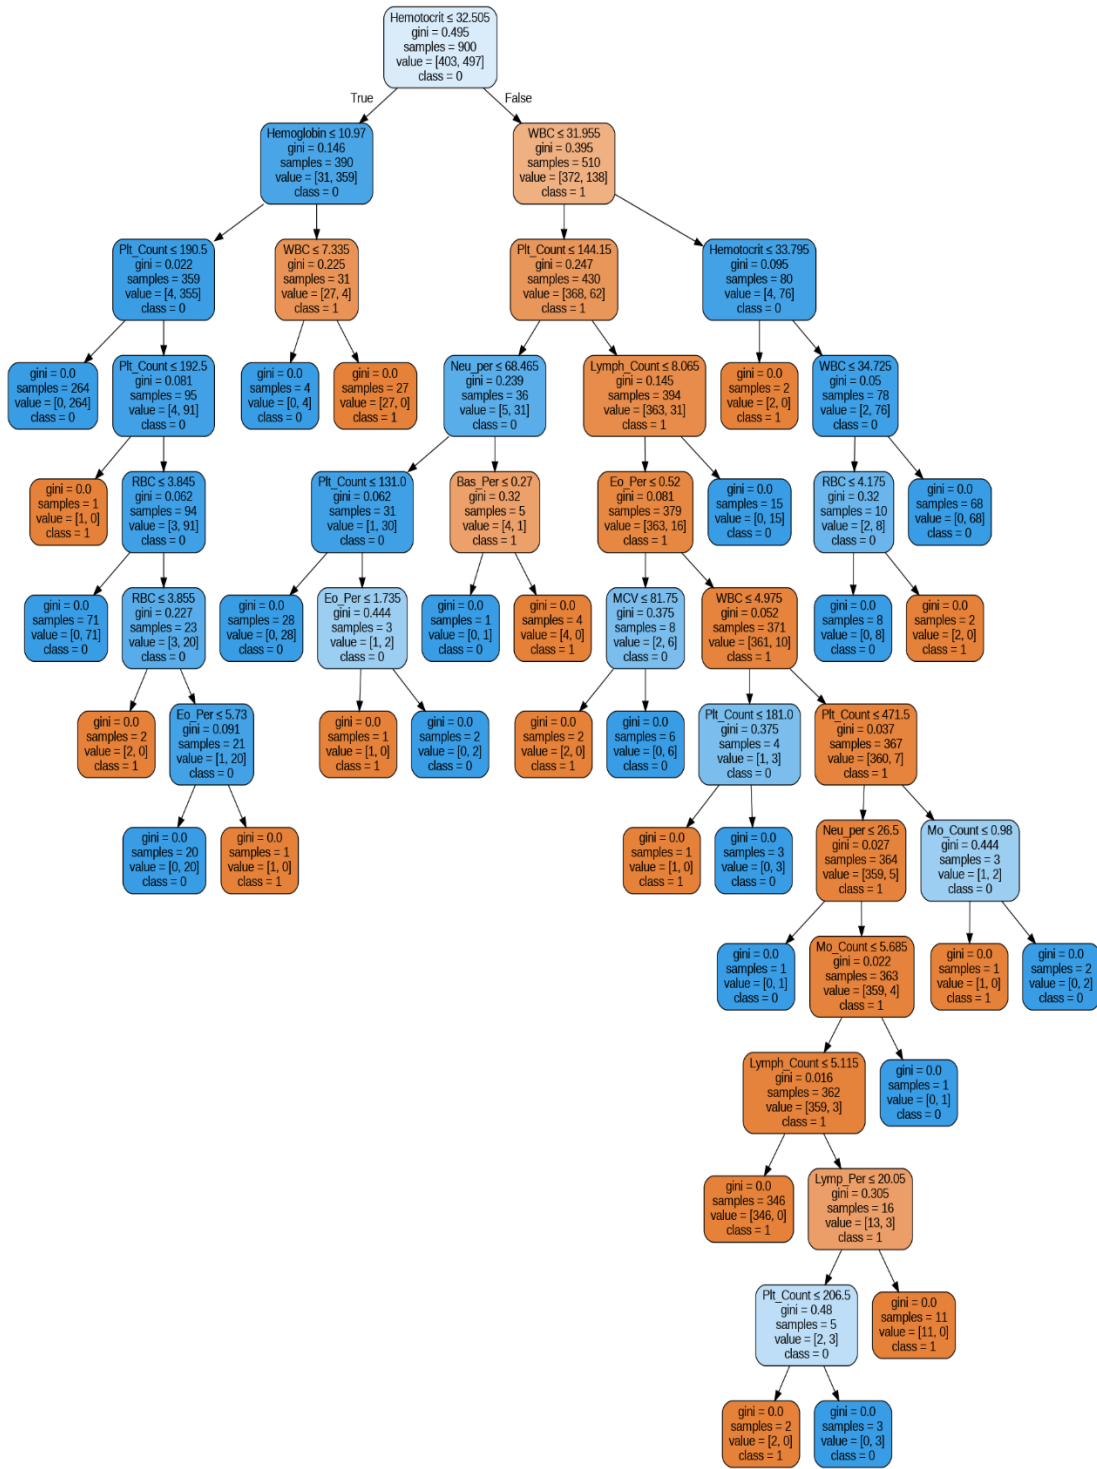 Hemotocrit ≤ 32.505
gini = 0.495
samples = 900
value = [403, 497]
class = 0
True
False
Hemoglobin ≤ 10.97
gini = 0.146
samples = 390
value = [31, 359]
class = 0
WBC ≤ 31.955
gini = 0.395
samples = 510
value = [372, 138]
class = 1
Plt_Count ≤ 190.5
gini = 0.022
samples = 359
value = [4, 355]
class = 0
WBC ≤ 7.335
gini = 0.225
samples = 31
value = [27, 4]
class = 1
Plt_Count ≤ 144.15
gini = 0.247
samples = 430
value = [368, 62]
class = 1
Hemotocrit ≤ 33.795
gini = 0.095
samples = 80
value = [4, 76]
class = 0
gini = 0.0
samples = 264
value = [0, 264]
class = 0
Plt_Count ≤ 192.5
gini = 0.081
samples = 95
value = [4, 91]
class = 0
gini = 0.0
samples = 4
value = [0, 4]
class = 0
gini = 0.0
samples = 27
value = [27, 0]
class = 1
Neu_per ≤ 68.465
gini = 0.239
samples = 36
value = [5, 31]
class = 0
Lymph_Count ≤ 8.065
gini = 0.145
samples = 394
value = [363, 31]
class = 1
gini = 0.0
samples = 2
value = [2, 0]
class = 1
WBC ≤ 34.725
gini = 0.05
samples = 78
value = [2, 76]
class = 0
gini = 0.0
samples = 1
value = [1, 0]
class = 1
RBC ≤ 3.845
gini = 0.062
samples = 94
value = [3, 91]
class = 0
Plt_Count ≤ 131.0
gini = 0.062
samples = 31
value = [1, 30]
class = 0
Bas_Per ≤ 0.27
gini = 0.32
samples = 5
value = [4, 1]
class = 1
Eo_Per ≤ 0.52
gini = 0.081
samples = 379
value = [363, 16]
class = 1
gini = 0.0
samples = 15
value = [0, 15]
class = 0
RBC ≤ 4.175
gini = 0.32
samples = 10
value = [2, 8]
class = 0
gini = 0.0
samples = 68
value = [0, 68]
class = 0
gini = 0.0
samples = 71
value = [0, 71]
class = 0
RBC ≤ 3.855
gini = 0.227
samples = 23
value = [3, 20]
class = 0
gini = 0.0
samples = 28
value = [0, 28]
class = 0
Eo_Per ≤ 1.735
gini = 0.444
samples = 3
value = [1, 2]
class = 0
gini = 0.0
samples = 1
value = [0, 1]
class = 0
gini = 0.0
samples = 4
value = [4, 0]
class = 1
MCV ≤ 81.75
gini = 0.375
samples = 8
value = [2, 6]
class = 0
WBC ≤ 4.975
gini = 0.052
samples = 371
value = [361, 10]
class = 1
gini = 0.0
samples = 8
value = [0, 8]
class = 0
gini = 0.0
samples = 2
value = [2, 0]
class = 1
gini = 0.0
samples = 2
value = [2, 0]
class = 1
Eo_Per ≤ 5.73
gini = 0.091
samples = 21
value = [1, 20]
class = 0
gini = 0.0
samples = 1
value = [1, 0]
class = 1
gini = 0.0
samples = 2
value = [0, 2]
class = 0
gini = 0.0
samples = 2
value = [2, 0]
class = 1
gini = 0.0
samples = 6
value = [0, 6]
class = 0
Plt_Count ≤ 181.0
gini = 0.375
samples = 4
value = [1, 3]
class = 0
Plt_Count ≤ 471.5
gini = 0.037
samples = 367
value = [360, 7]
class = 1
gini = 0.0
samples = 20
value = [0, 20]
class = 0
gini = 0.0
samples = 1
value = [1, 0]
class = 1
gini = 0.0
samples = 1
value = [1, 0]
class = 1
gini = 0.0
samples = 3
value = [0, 3]
class = 0
Neu_per ≤ 26.5
gini = 0.027
samples = 364
value = [359, 5]
class = 1
Mo_Count ≤ 0.98
gini = 0.444
samples = 3
value = [1, 2]
class = 0
gini = 0.0
samples = 1
value = [0, 1]
class = 0
Mo_Count ≤ 5.685
gini = 0.022
samples = 363
value = [359, 4]
class = 1
gini = 0.0
samples = 1
value = [1, 0]
class = 1
gini = 0.0
samples = 2
value = [0, 2]
class = 0
Lymph_Count ≤ 5.115
gini = 0.016
samples = 362
value = [359, 3]
class = 1
gini = 0.0
samples = 1
value = [0, 1]
class = 0
gini = 0.0
samples = 346
value = [346, 0]
class = 1
Lymp_Per ≤ 20.05
gini = 0.305
samples = 16
value = [13, 3]
class = 1
Plt_Count ≤ 206.5
gini = 0.48
samples = 5
value = [2, 3]
class = 0
gini = 0.0
samples = 11
value = [11, 0]
class = 1
gini = 0.0
samples = 2
value = [2, 0]
class = 1
gini = 0.0
samples = 3
value = [0, 3]
class = 0